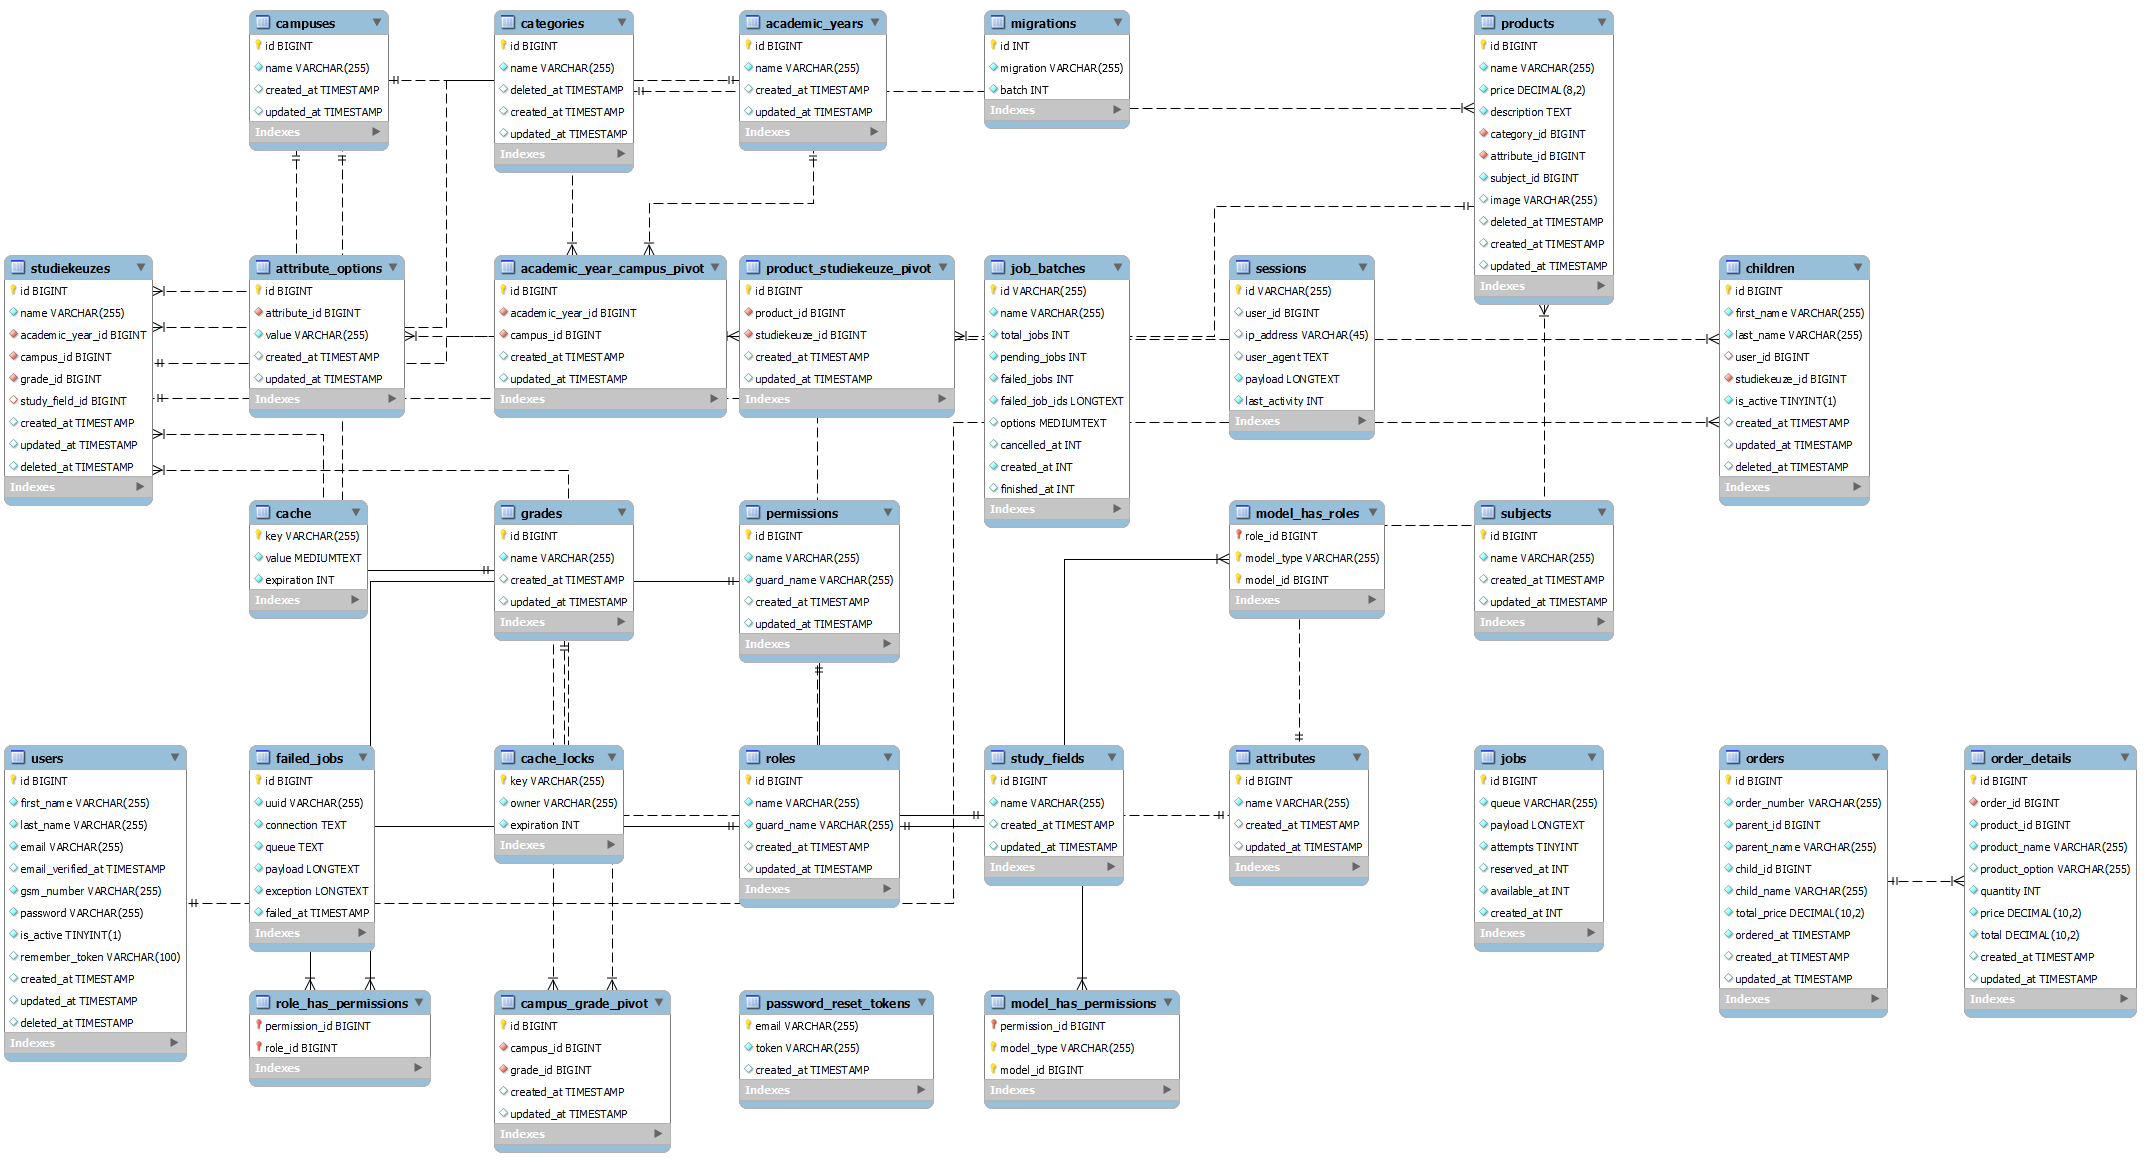 campuses
id BIGINT
name VARCHAR(255)
created_at TIMESTAMP
updated_at TIMESTAMP
Indexes
categories
id BIGINT
name VARCHAR(255)
deleted_at TIMESTAMP
created_at TIMESTAMP
updated_at TIMESTAMP
Indexes
academic_years
id BIGINT
name VARCHAR(255)
created_at TIMESTAMP
updated_at TIMESTAMP
Indexes
migrations
id INT
migration VARCHAR(255)
batch INT
Indexes
products
id BIGINT
name VARCHAR(255)
price DECIMAL(8,2)
description TEXT
category_id BIGINT
attribute_id BIGINT
subject_id BIGINT
image VARCHAR(255)
deleted_at TIMESTAMP
created_at TIMESTAMP
updated_at TIMESTAMP
Indexes
studiekeuzes
id BIGINT
name VARCHAR(255)
academic_year_id BIGINT
campus_id BIGINT
grade_id BIGINT
study_field_id BIGINT
created_at TIMESTAMP
updated_at TIMESTAMP
deleted_at TIMESTAMP
Indexes
attribute_options
id BIGINT
attribute_id BIGINT
value VARCHAR(255)
created_at TIMESTAMP
updated_at TIMESTAMP
Indexes
academic_year_campus_pivot
id BIGINT
academic_year_id BIGINT
campus_id BIGINT
created_at TIMESTAMP
updated_at TIMESTAMP
Indexes
product_studiekeuze_pivot
id BIGINT
product_id BIGINT
studiekeuze_id BIGINT
created_at TIMESTAMP
updated_at TIMESTAMP
Indexes
job_batches
id VARCHAR(255)
name VARCHAR(255)
total_jobs INT
pending_jobs INT
failed_jobs INT
failed_job_ids LONGTEXT
options MEDIUMTEXT
cancelled_at INT
created_at INT
finished_at INT
Indexes
sessions
id VARCHAR(255)
user_id BIGINT
ip_address VARCHAR(45)
user_agent TEXT
payload LONGTEXT
last_activity INT
Indexes
children
id BIGINT
first_name VARCHAR(255)
last_name VARCHAR(255)
user_id BIGINT
studiekeuze_id BIGINT
is_active TINYINT(1)
created_at TIMESTAMP
updated_at TIMESTAMP
deleted_at TIMESTAMP
Indexes
cache
key VARCHAR(255)
value MEDIUMTEXT
expiration INT
Indexes
grades
id BIGINT
name VARCHAR(255)
created_at TIMESTAMP
updated_at TIMESTAMP
Indexes
permissions
id BIGINT
name VARCHAR(255)
guard_name VARCHAR(255)
created_at TIMESTAMP
updated_at TIMESTAMP
Indexes
model_has_roles
role_id BIGINT
model_type VARCHAR(255)
model_id BIGINT
Indexes
subjects
id BIGINT
name VARCHAR(255)
created_at TIMESTAMP
updated_at TIMESTAMP
Indexes
users
id BIGINT
first_name VARCHAR(255)
last_name VARCHAR(255)
email VARCHAR(255)
email_verified_at TIMESTAMP
gsm_number VARCHAR(255)
password VARCHAR(255)
is_active TINYINT(1)
remember_token VARCHAR(100)
created_at TIMESTAMP
updated_at TIMESTAMP
deleted_at TIMESTAMP
Indexes
failed_jobs
id BIGINT
uuid VARCHAR(255)
connection TEXT
queue TEXT
payload LONGTEXT
exception LONGTEXT
failed_at TIMESTAMP
Indexes
cache_locks
key VARCHAR(255)
owner VARCHAR(255)
expiration INT
Indexes
roles
id BIGINT
name VARCHAR(255)
guard_name VARCHAR(255)
created_at TIMESTAMP
updated_at TIMESTAMP
Indexes
study_fields
id BIGINT
name VARCHAR(255)
created_at TIMESTAMP
updated_at TIMESTAMP
Indexes
attributes
id BIGINT
name VARCHAR(255)
created_at TIMESTAMP
updated_at TIMESTAMP
Indexes
jobs
id BIGINT
queue VARCHAR(255)
payload LONGTEXT
attempts TINYINT
reserved_at INT
available_at INT
created_at INT
Indexes
orders
id BIGINT
order_number VARCHAR(255)
parent_id BIGINT
parent_name VARCHAR(255)
child_id BIGINT
child_name VARCHAR(255)
total_price DECIMAL(10,2)
ordered_at TIMESTAMP
created_at TIMESTAMP
updated_at TIMESTAMP
Indexes
order_details
id BIGINT
order_id BIGINT
product_id BIGINT
product_name VARCHAR(255)
product_option VARCHAR(255)
quantity INT
price DECIMAL(10,2)
total DECIMAL(10,2)
created_at TIMESTAMP
updated_at TIMESTAMP
Indexes
role_has_permissions
permission_id BIGINT
role_id BIGINT
Indexes
campus_grade_pivot
id BIGINT
campus_id BIGINT
grade_id BIGINT
created_at TIMESTAMP
updated_at TIMESTAMP
Indexes
password_reset_tokens
email VARCHAR(255)
token VARCHAR(255)
created_at TIMESTAMP
Indexes
model_has_permissions
permission_id BIGINT
model_type VARCHAR(255)
model_id BIGINT
Indexes